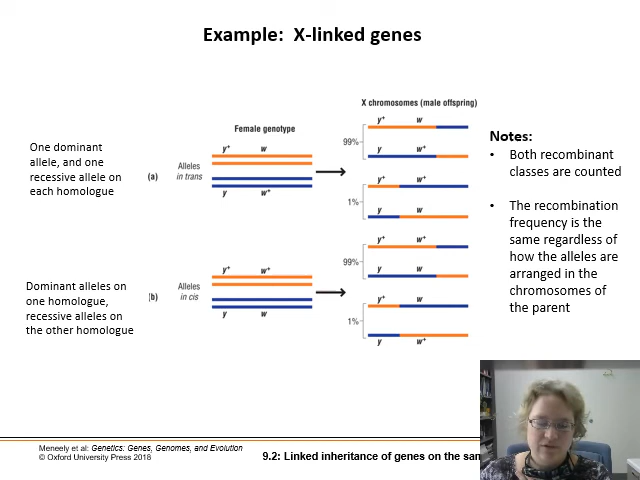 Example: X-linked genes
X chromosomes (male offspring)
Female genotype
One dominant
allele, and one
recessive allele on
each homologue
(a)
Alleles
in trans
y⁺ w
y w⁺
99%
y⁺ w
y w⁺
1%
y⁺ w⁺
y w
Dominant alleles on
one homologue,
recessive alleles on
the other homologue
(b)
Alleles
in cis
y⁺ w⁺
y w
99%
y⁺ w⁺
y w
1%
y⁺ w
y w⁺
Notes:
• Both recombinant
classes are counted
• The recombination
frequency is the
same regardless of
how the alleles are
arranged in the
chromosomes of
the parent
Meneely et al: Genetics: Genes, Genomes, and Evolution
© Oxford University Press 2018
9.2: Linked inheritance of genes on the sam